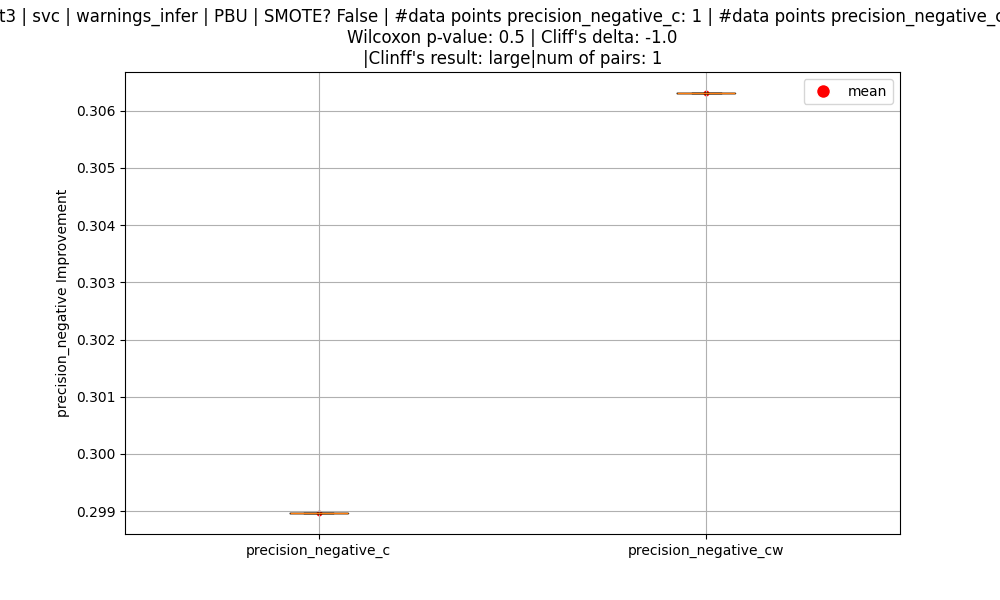 t3 | svc | warnings_infer | PBU | SMOTE? False | #data points precision_negative_c: 1 | #data points precision_negative_c
Wilcoxon p-value: 0.5 | Cliff's delta: -1.0
|Clinff's result: large|num of pairs: 1
mean
0.306
0.305
0.304
0.303
0.302
0.301
0.300
0.299
precision_negative Improvement
precision_negative_c
precision_negative_cw